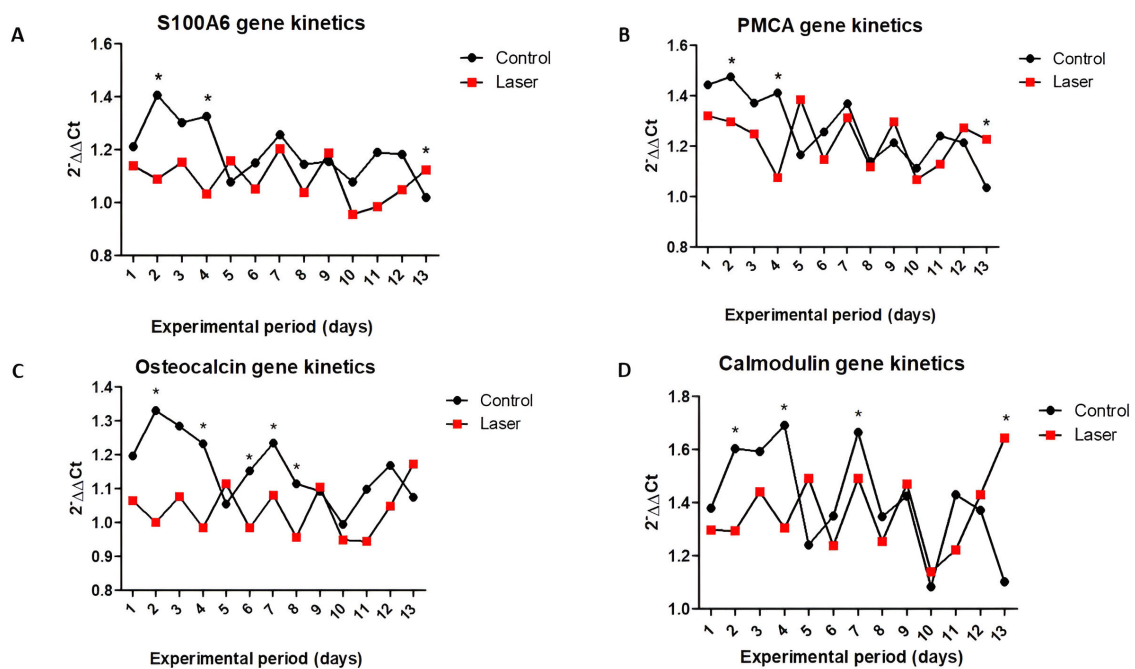 A
S100A6 gene kinetics
1.6
1.4
1.2
1.0
0.8
2-ΔΔCt
* * *
Control
Laser
1 2 3 4 5 6 7 8 9 10 11 12 13
Experimental period (days)
B
PMCA gene kinetics
1.6
1.4
1.2
1.0
0.8
2-ΔΔCt
* * *
Control
Laser
1 2 3 4 5 6 7 8 9 10 11 12 13
Experimental period (days)
C
Osteocalcin gene kinetics
1.4
1.3
1.2
1.1
1.0
0.9
0.8
2-ΔΔCt
* * * * *
Control
Laser
1 2 3 4 5 6 7 8 9 10 11 12 13
Experimental period (days)
D
Calmodulin gene kinetics
1.8
1.6
1.4
1.2
1.0
2-ΔΔCt
* * * *
Control
Laser
1 2 3 4 5 6 7 8 9 10 11 12 13
Experimental period (days)